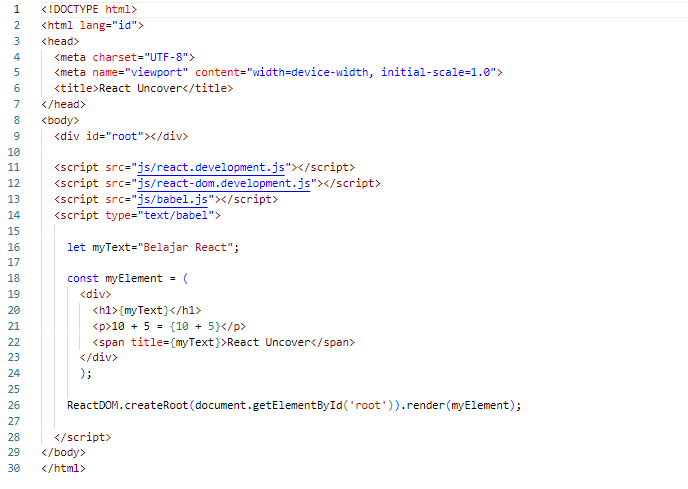 1 <!DOCTYPE html>
2 <html lang="id">
3 <head>
4 <meta charset="UTF-8">
5 <meta name="viewport" content="width=device-width, initial-scale=1.0">
6 <title>React Uncover</title>
7 </head>
8 <body>
9 <div id="root"></div>
10
11 <script src="js/react.development.js"></script>
12 <script src="js/react-dom.development.js"></script>
13 <script src="js/babel.js"></script>
14 <script type="text/babel">
15
16 let myText="Belajar React";
17
18 const myElement = (
19 <div>
20 <h1>{myText}</h1>
21 <p>10 + 5 = {10 + 5}</p>
22 <span title={myText}>React Uncover</span>
23 </div>
24 );
25
26 ReactDOM.createRoot(document.getElementById('root')).render(myElement);
27
28 </script>
29 </body>
30 </html>